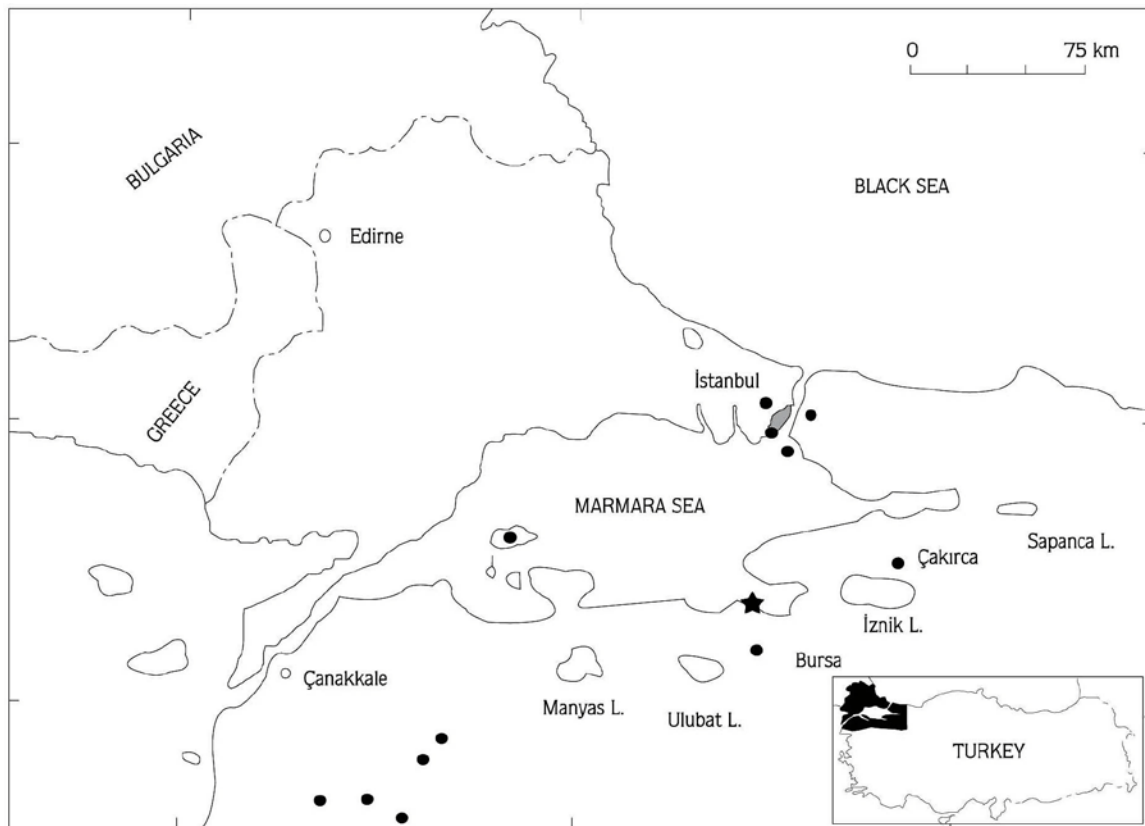 0 75 km
BULGARIA
BLACK SEA
Edirne
İstanbul
GREECE
MARMARA SEA
Sapanca L.
Çakırca
İznik L.
Bursa
Çanakkale
Manyas L.
Ulubat L.
TURKEY